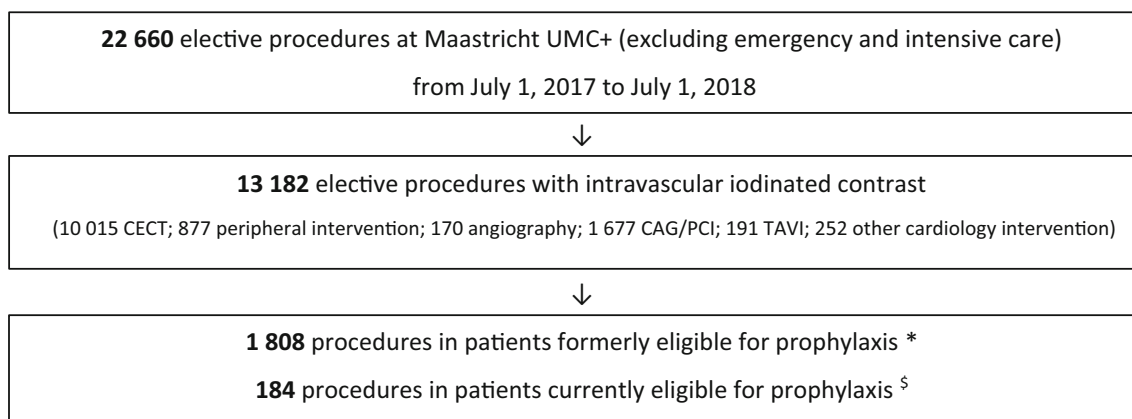 22 660 elective procedures at Maastricht UMC+ (excluding emergency and intensive care)
from July 1, 2017 to July 1, 2018
↓
13 182 elective procedures with intravascular iodinated contrast
(10 015 CECT; 877 peripheral intervention; 170 angiography; 1 677 CAG/PCI; 191 TAVI; 252 other cardiology intervention)
↓
1 808 procedures in patients formerly eligible for prophylaxis *
184 procedures in patients currently eligible for prophylaxis $